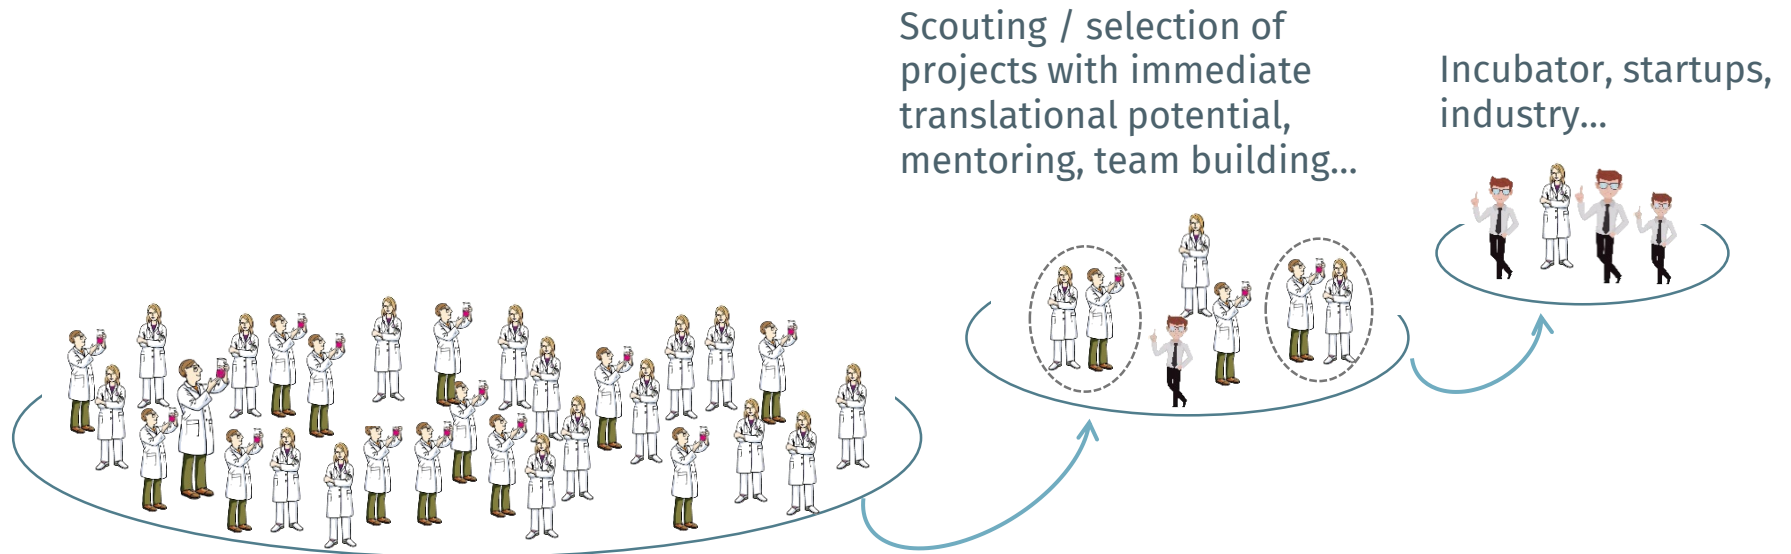 Scouting / selection of
projects with immediate
translational potential,
mentoring, team building...
Incubator, startups,
industry...